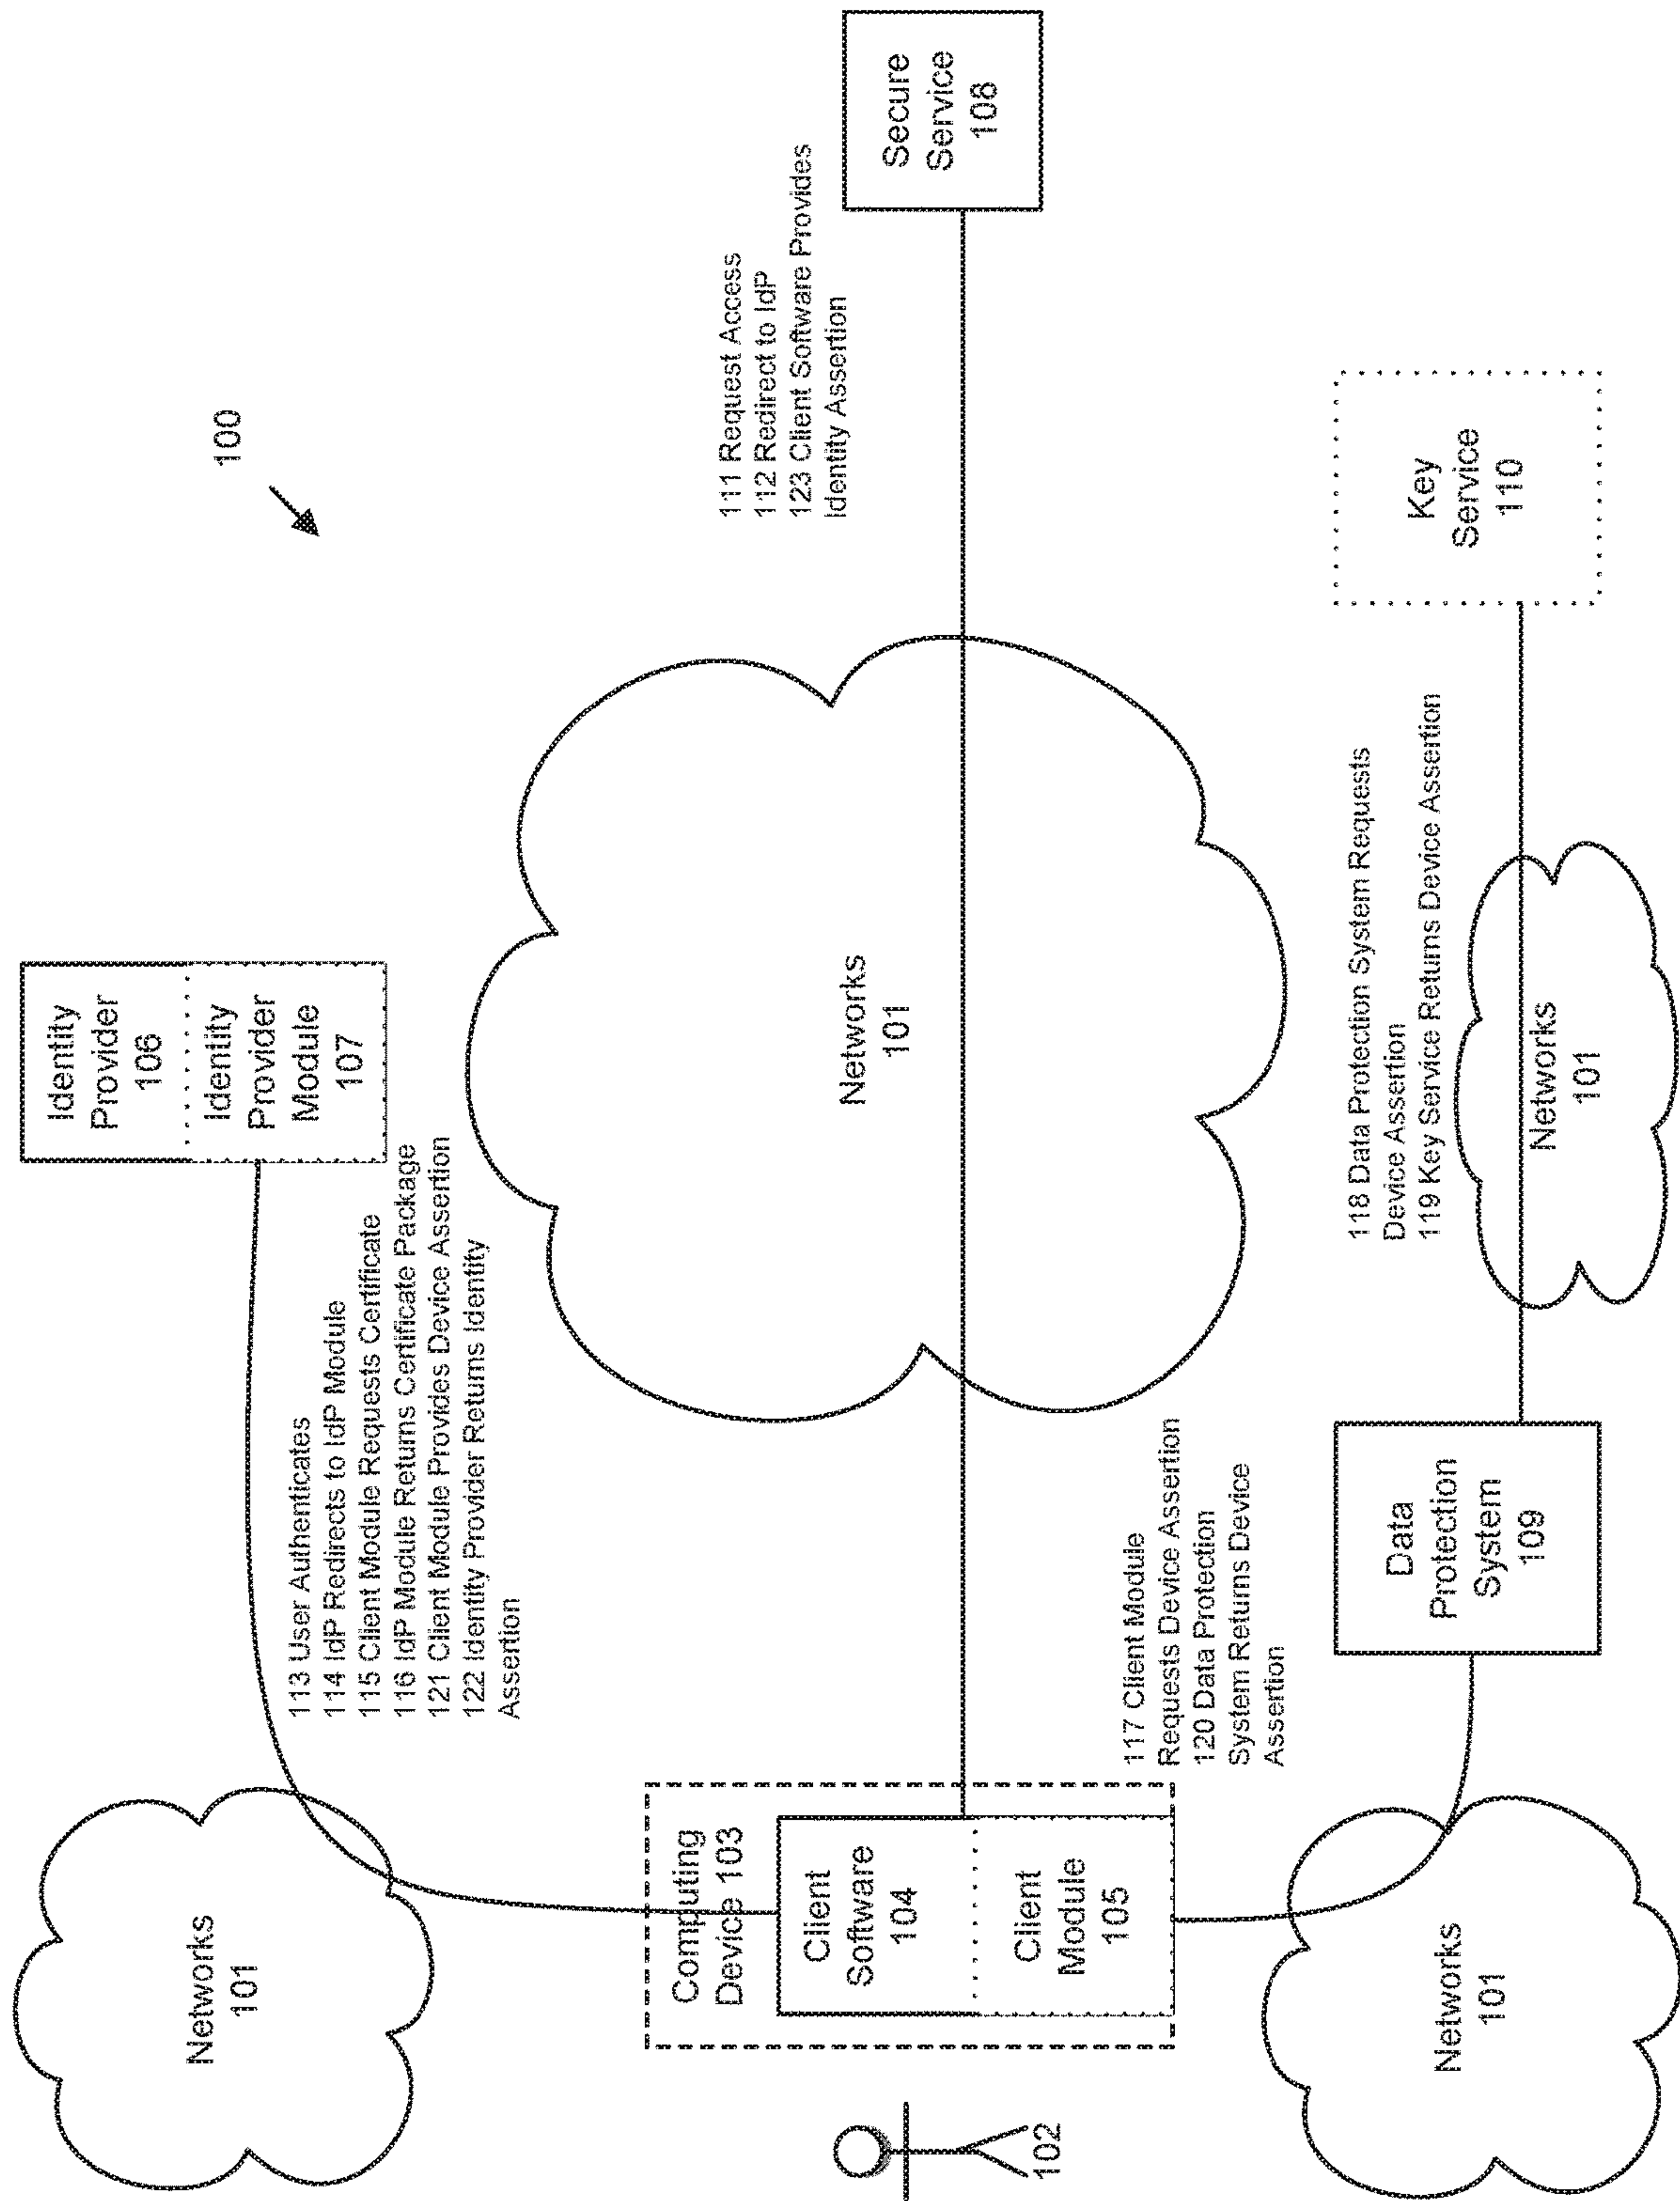 100
Networks
101
Identity
Provider
106
Identity
Provider
Module
107
113 User Authenticates
114 IdP Redirects to IdP Module
115 Client Module Requests Certificate
116 IdP Module Returns Certificate Package
121 Client Module Provides Device Assertion
122 Identity Provider Returns Identity
Assertion
102
Computing
Device 103
Client
Software
104
Client
Module
105
Networks
101
111 Request Access
112 Redirect to IdP
123 Client Software Provides
Identity Assertion
Secure
Service
108
117 Client Module
Requests Device Assertion
120 Data Protection
System Returns Device
Assertion
Networks
101
Data
Protection
System
109
118 Data Protection System Requests
Device Assertion
119 Key Service Returns Device Assertion
Networks
101
Key
Service
110